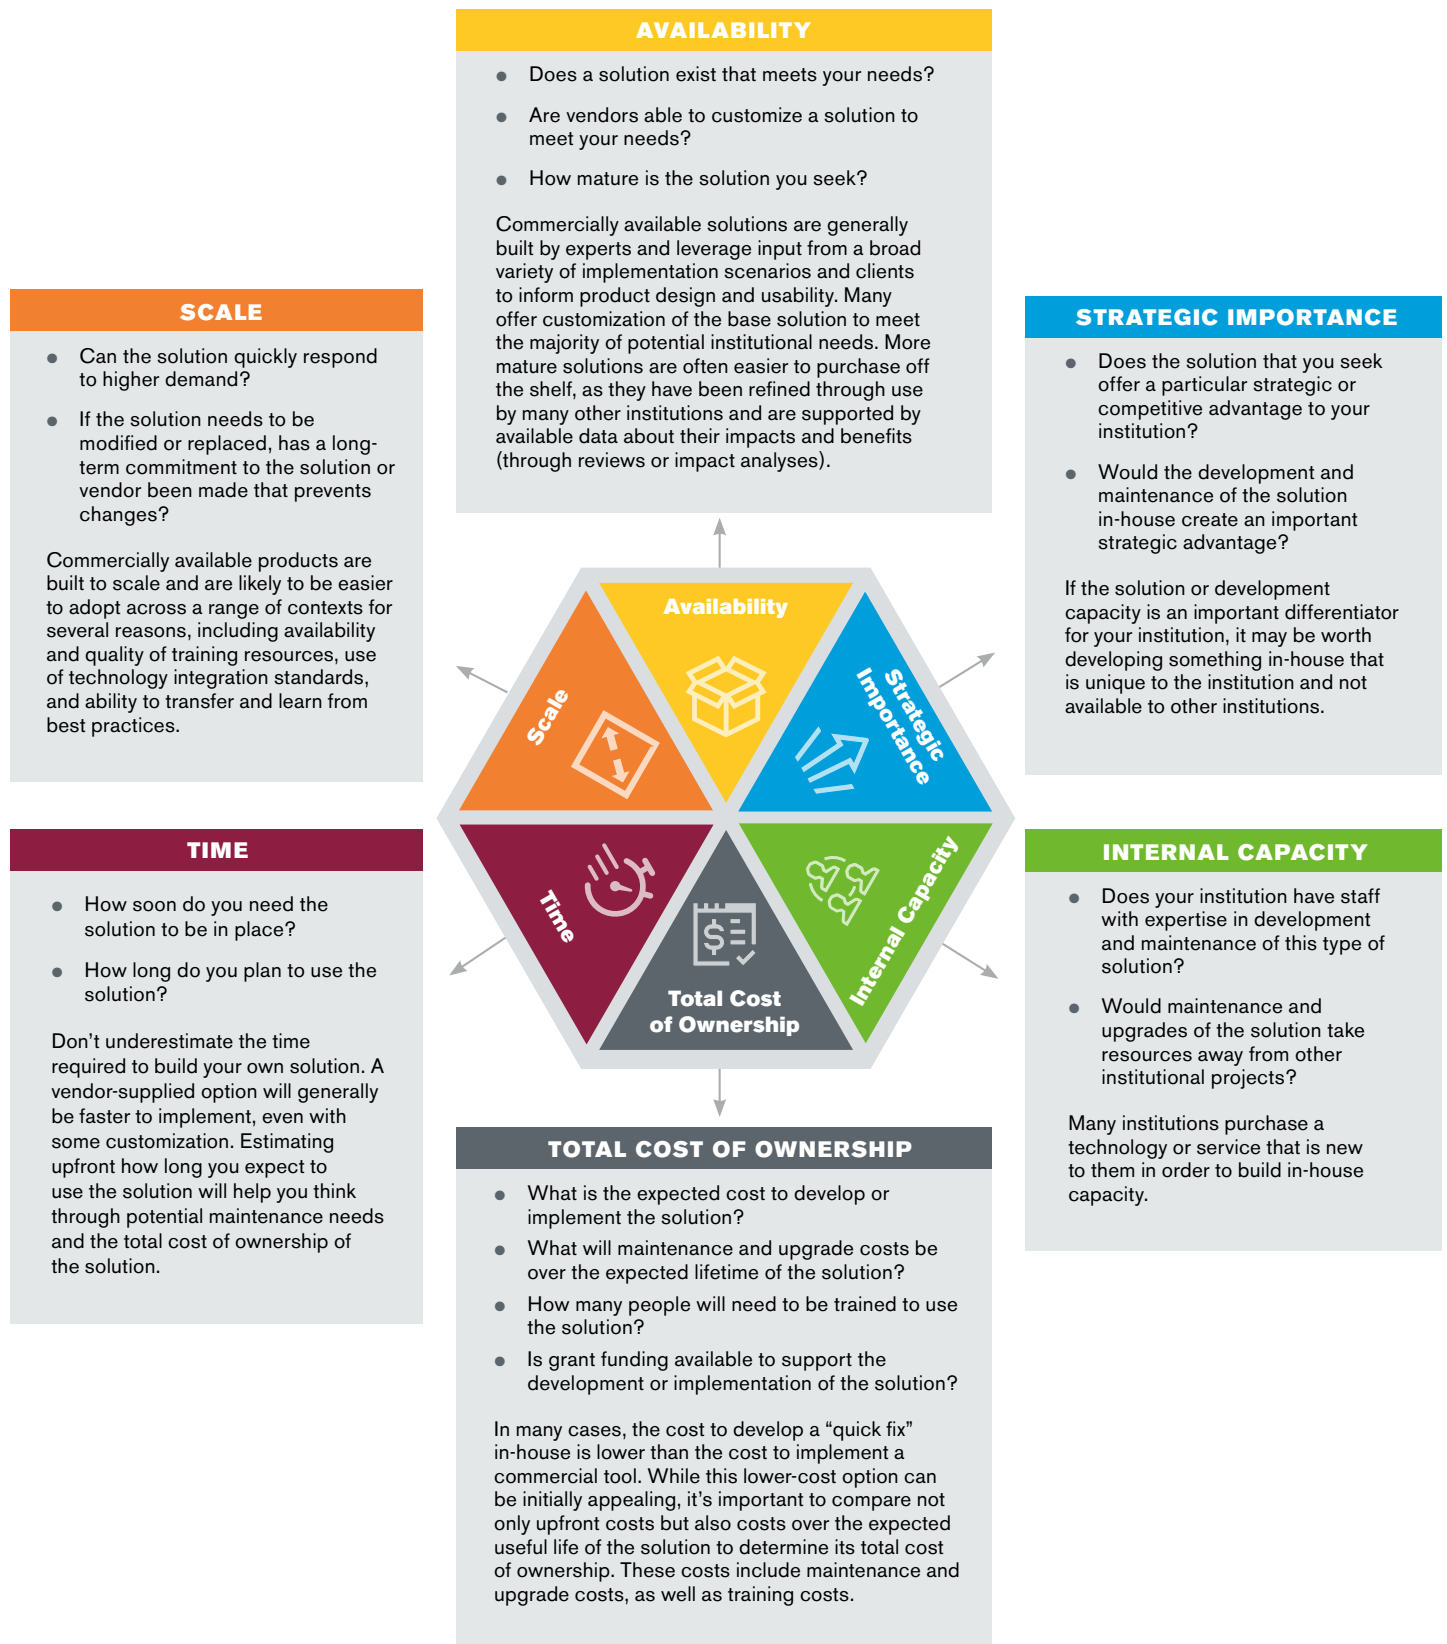 AVAILABILITY
● Does a solution exist that meets your needs?
● Are vendors able to customize a solution to
meet your needs?
● How mature is the solution you seek?
Commercially available solutions are generally
built by experts and leverage input from a broad
variety of implementation scenarios and clients
to inform product design and usability. Many
offer customization of the base solution to meet
the majority of potential institutional needs. More
mature solutions are often easier to purchase off
the shelf, as they have been refined through use
by many other institutions and are supported by
available data about their impacts and benefits
(through reviews or impact analyses).
SCALE
● Can the solution quickly respond
to higher demand?
● If the solution needs to be
modified or replaced, has a long-
term commitment to the solution or
vendor been made that prevents
changes?
Commercially available products are
built to scale and are likely to be easier
to adopt across a range of contexts for
several reasons, including availability
and quality of training resources, use
of technology integration standards,
and ability to transfer and learn from
best practices.
STRATEGIC IMPORTANCE
● Does the solution that you seek
offer a particular strategic or
competitive advantage to your
institution?
● Would the development and
maintenance of the solution
in-house create an important
strategic advantage?
If the solution or development
capacity is an important differentiator
for your institution, it may be worth
developing something in-house that
is unique to the institution and not
available to other institutions.
Availability
Scale
Strategic
Importance
Time
Total Cost
of Ownership
Internal Capacity
TIME
● How soon do you need the
solution to be in place?
● How long do you plan to use the
solution?
Don't underestimate the time
required to build your own solution. A
vendor-supplied option will generally
be faster to implement, even with
some customization. Estimating
upfront how long you expect to
use the solution will help you think
through potential maintenance needs
and the total cost of ownership of
the solution.
INTERNAL CAPACITY
● Does your institution have staff
with expertise in development
and maintenance of this type of
solution?
● Would maintenance and
upgrades of the solution take
resources away from other
institutional projects?
Many institutions purchase a
technology or service that is new
to them in order to build in-house
capacity.
TOTAL COST OF OWNERSHIP
● What is the expected cost to develop or
implement the solution?
● What will maintenance and upgrade costs be
over the expected lifetime of the solution?
● How many people will need to be trained to use
the solution?
● Is grant funding available to support the
development or implementation of the solution?
In many cases, the cost to develop a “quick fix”
in-house is lower than the cost to implement a
commercial tool. While this lower-cost option can
be initially appealing, it's important to compare not
only upfront costs but also costs over the expected
useful life of the solution to determine its total cost
of ownership. These costs include maintenance and
upgrade costs, as well as training costs.